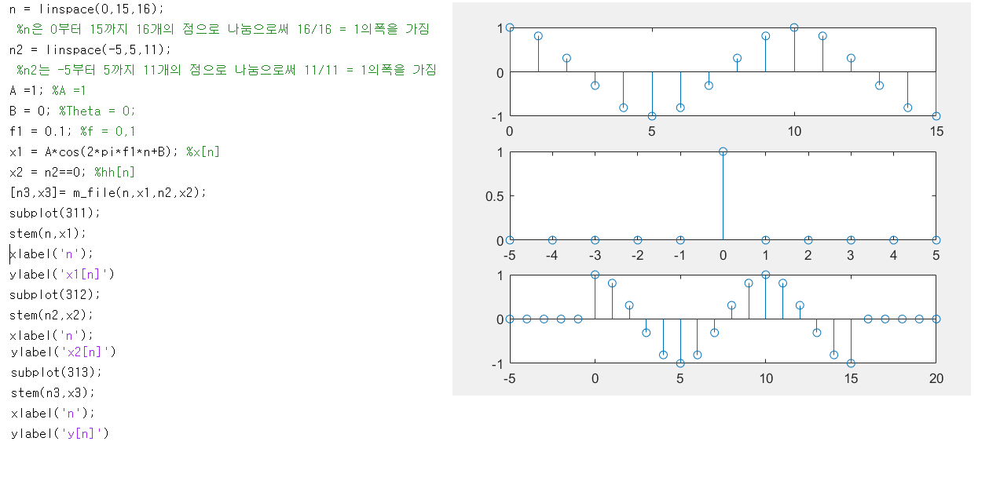 n = linspace(0,15,16);
%n은 0부터 15까지 16개의 점으로 나눔으로써 16/16 = 1의폭을 가짐
n2 = linspace(-5,5,11);
%n2는 -5부터 5까지 11개의 점으로 나눔으로써 11/11 = 1의폭을 가짐
A =1; %A =1
B = 0; %Theta = 0;
f1 = 0.1; %f = 0,1
x1 = A*cos(2*pi*f1*n+B); %x[n]
x2 = n2==0; %hh[n]
[n3,x3]= m_file(n,x1,n2,x2);
subplot(311);
stem(n,x1);
xlabel('n');
ylabel('x1[n]')
subplot(312);
stem(n2,x2);
xlabel('n');
ylabel('x2[n]')
subplot(313);
stem(n3,x3);
xlabel('n');
ylabel('y[n]')
1
0
-1
0 5 10 15
1
0.5
0
-5 -4 -3 -2 -1 0 1 2 3 4 5
1
0
-1
-5 0 5 10 15 20